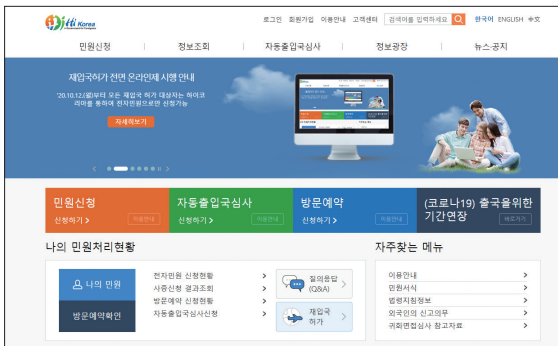 Hi Korea
로그인 회원가입 이용안내 고객센터 검색어를 입력하세요 한국어 ENGLISH 中文
민원신청 정보조회 자동출입국심사 정보광장 뉴스·공지
재입국허가 전면 온라인제 시행 안내
'20.10.12.(월)부터 모든 재입국 허가 대상자는 하이코
리아를 통하여 전자민원으로만 신청가능
자세히보기
민원신청 자동출입국심사 방문예약 (코로나19) 출국을위한
기간연장
신청하기 > 이용안내 신청하기 > 이용안내 신청하기 > 이용안내 바로가기
나의 민원처리현황 자주찾는 메뉴
나의 민원
방문예약확인
전자민원 신청현황
사증신청 결과조회
방문예약 신청현황
자동출입국심사신청
질의응답
(Q&A)
재입국
허가
이용안내
민원서식
법령지침정보
외국인의 신고의무
귀화면접심사 참고자료